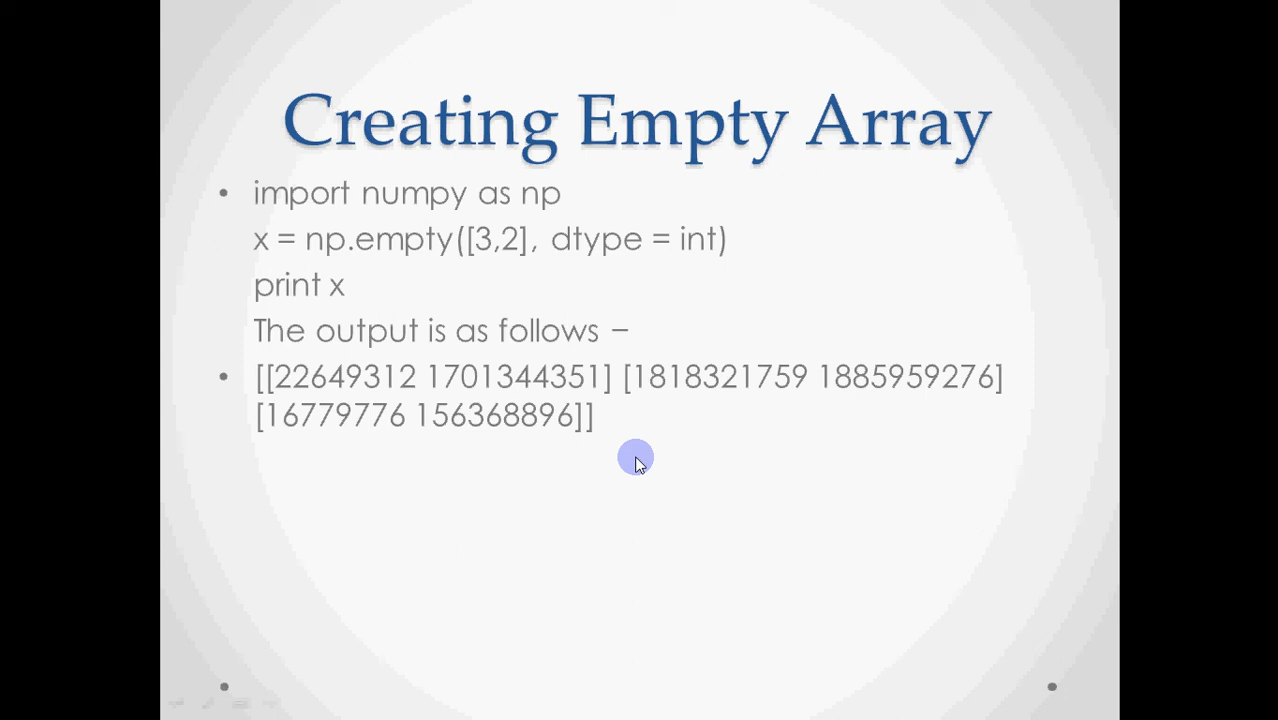 Creating Empty Array
• import numpy as np
x = np.empty([3,2], dtype = int)
print x
The output is as follows −
• [[22649312 1701344351] [1818321759 1885959276]
[16779776 156368896]]